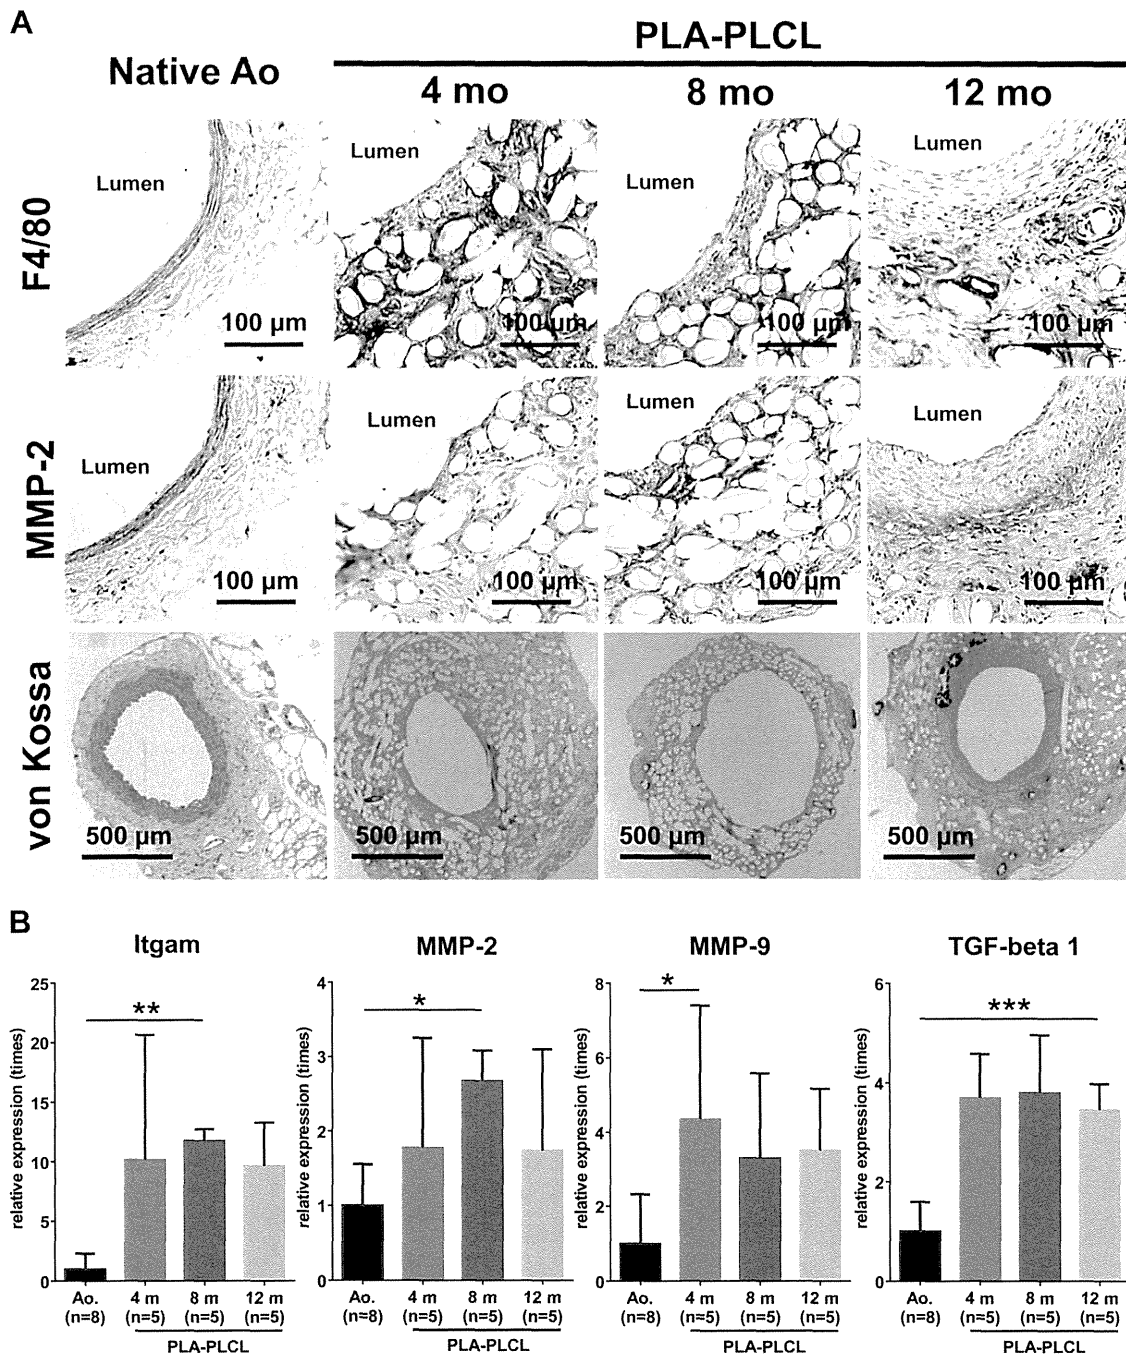 A
PLA-PLCL
Native Ao
4 mo
8 mo
12 mo
F4/80
Lumen
Lumen
Lumen
Lumen
100 µm
100 µm
100 µm
100 µm
MMP-2
Lumen
Lumen
Lumen
Lumen
100 µm
100 µm
100 µm
100 µm
von Kossa
500 µm
500 µm
500 µm
500 µm
B
Itgam
relative expression (times)
25
20
15
10
5
0
**
Ao. 4 m 8 m 12 m
(n=8) (n=5) (n=5) (n=5)
PLA-PLCL
MMP-2
relative expression (times)
4
3
2
1
0
*
Ao. 4 m 8 m 12 m
(n=8) (n=5) (n=5) (n=5)
PLA-PLCL
MMP-9
relative expression (times)
8
6
4
2
0
*
Ao. 4 m 8 m 12 m
(n=8) (n=5) (n=5) (n=5)
PLA-PLCL
TGF-beta 1
relative expression (times)
6
4
2
0
***
Ao. 4 m 8 m 12 m
(n=8) (n=5) (n=5) (n=5)
PLA-PLCL